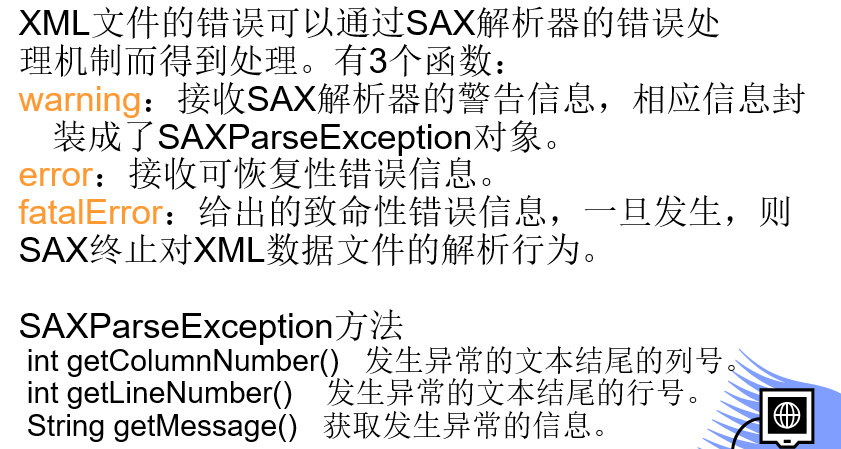 XML文件的错误可以通过SAX解析器的错误处
理机制而得到处理。有3个函数：
warning：接收SAX解析器的警告信息，相应信息封
装成了SAXParseException对象。
error：接收可恢复性错误信息。
fatalError：给出的致命性错误信息，一旦发生，则
SAX终止对XML数据文件的解析行为。
SAXParseException方法
int getColumnNumber() 发生异常的文本结尾的列号。
int getLineNumber() 发生异常的文本结尾的行号。
String getMessage() 获取发生异常的信息。